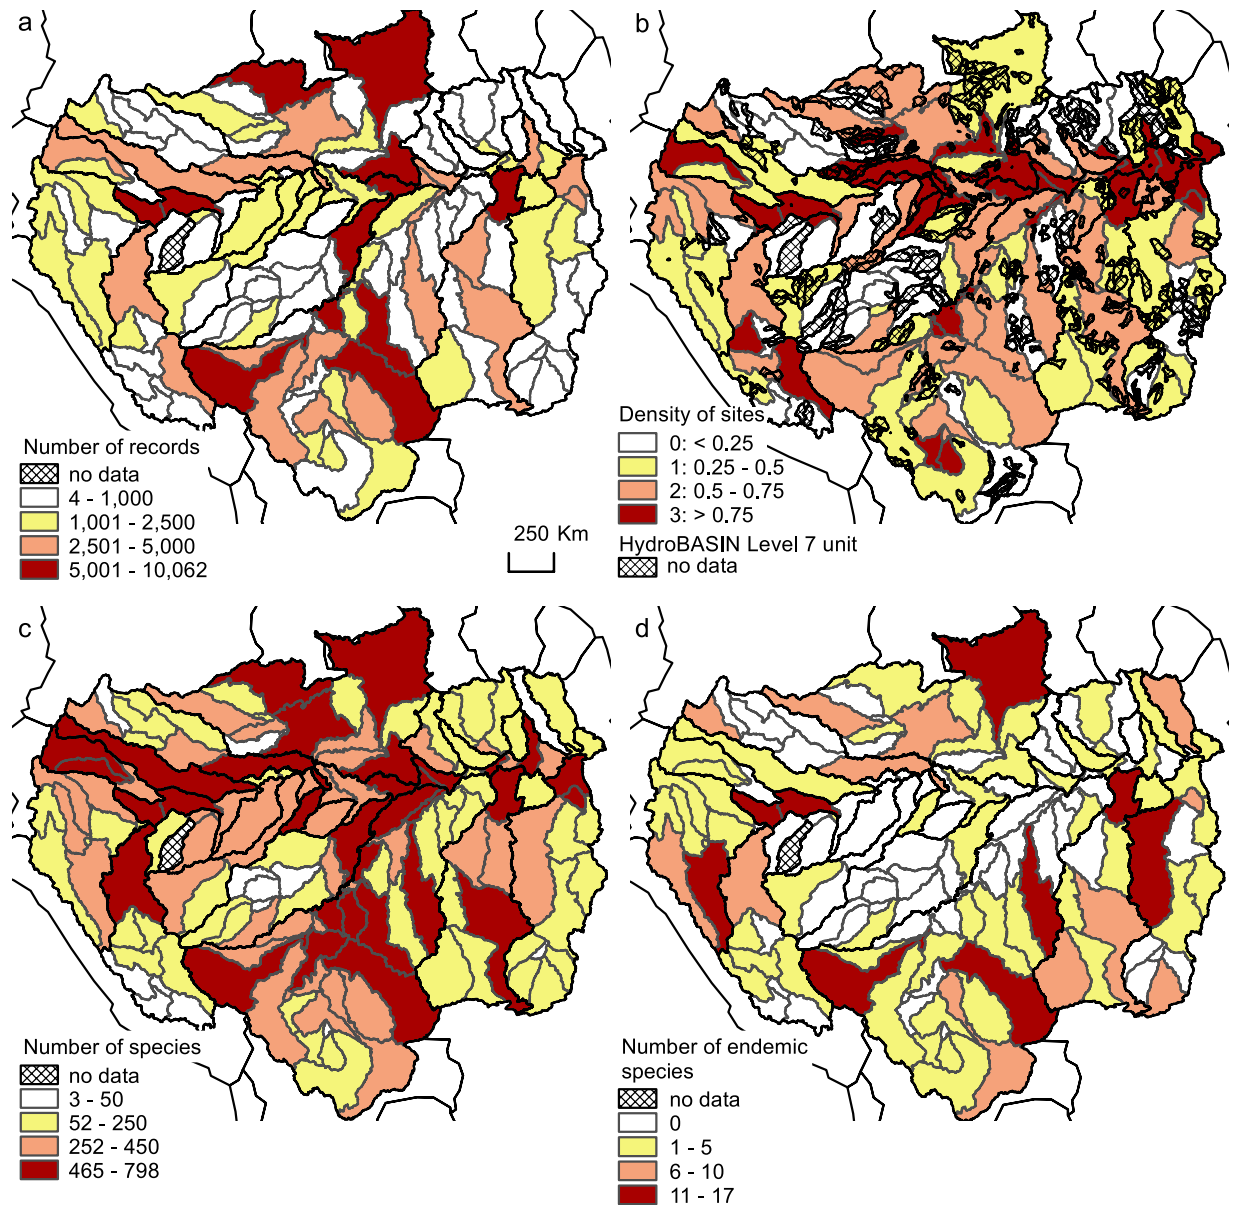 a
Number of records
no data
4 - 1,000
1,001 - 2,500
2,501 - 5,000
5,001 - 10,062
250 Km
b
Density of sites
0: < 0.25
1: 0.25 - 0.5
2: 0.5 - 0.75
3: > 0.75
HydroBASIN Level 7 unit
no data
c
Number of species
no data
3 - 50
52 - 250
252 - 450
465 - 798
d
Number of endemic
species
no data
0
1 - 5
6 - 10
11 - 17